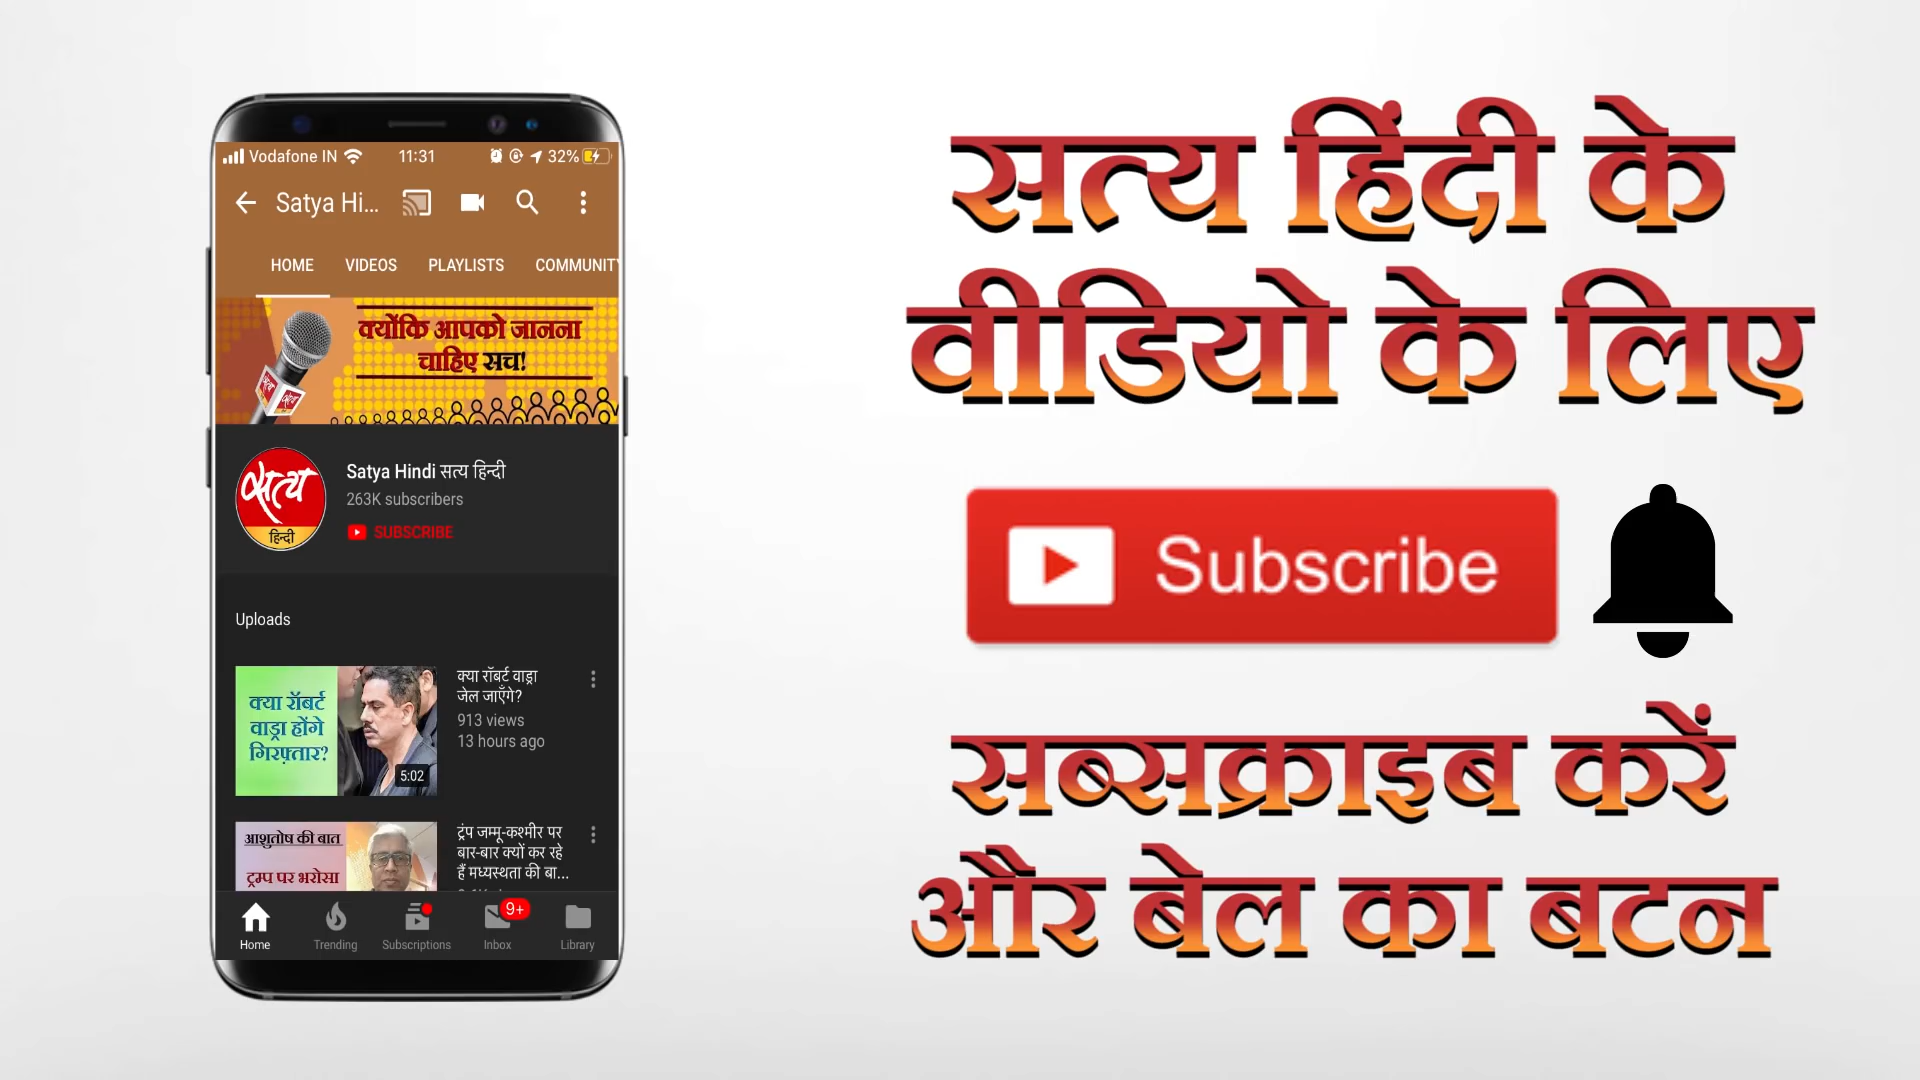 Vodafone IN 11:31 32%
Satya Hi...
HOME VIDEOS PLAYLISTS COMMUNITY
क्योंकि आपको जानना
चाहिए सच!
सत्य
सत्य
सत्य
हिन्दी
Satya Hindi सत्य हिन्दी
263K subscribers
SUBSCRIBE
Uploads
क्या रॉबर्ट
वाड्रा होंगे
गिरफ़्तार?
5:02
क्या रॉबर्ट वाड्रा
जेल जाएँगे?
913 views
13 hours ago
आशुतोष की बात
ट्रम्प पर भरोसा
ट्रंप जम्मू-कश्मीर पर
बार-बार क्यों कर रहे
हैं मध्यस्थता की बा...
9+
Home Trending Subscriptions Inbox Library
सत्य हिंदी के
वीडियो के लिए
Subscribe
सब्सक्राइब करें
और बेल का बटन